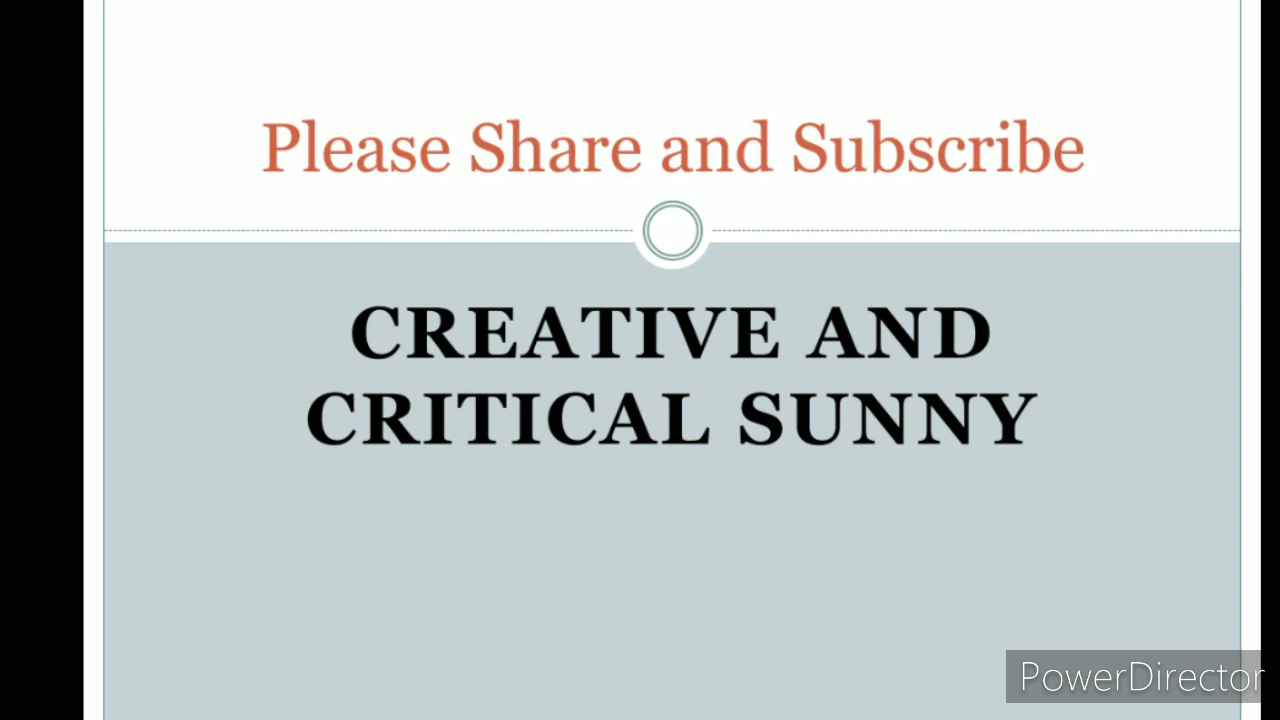 Please Share and Subscribe
CREATIVE AND
CRITICAL SUNNY
PowerDirector